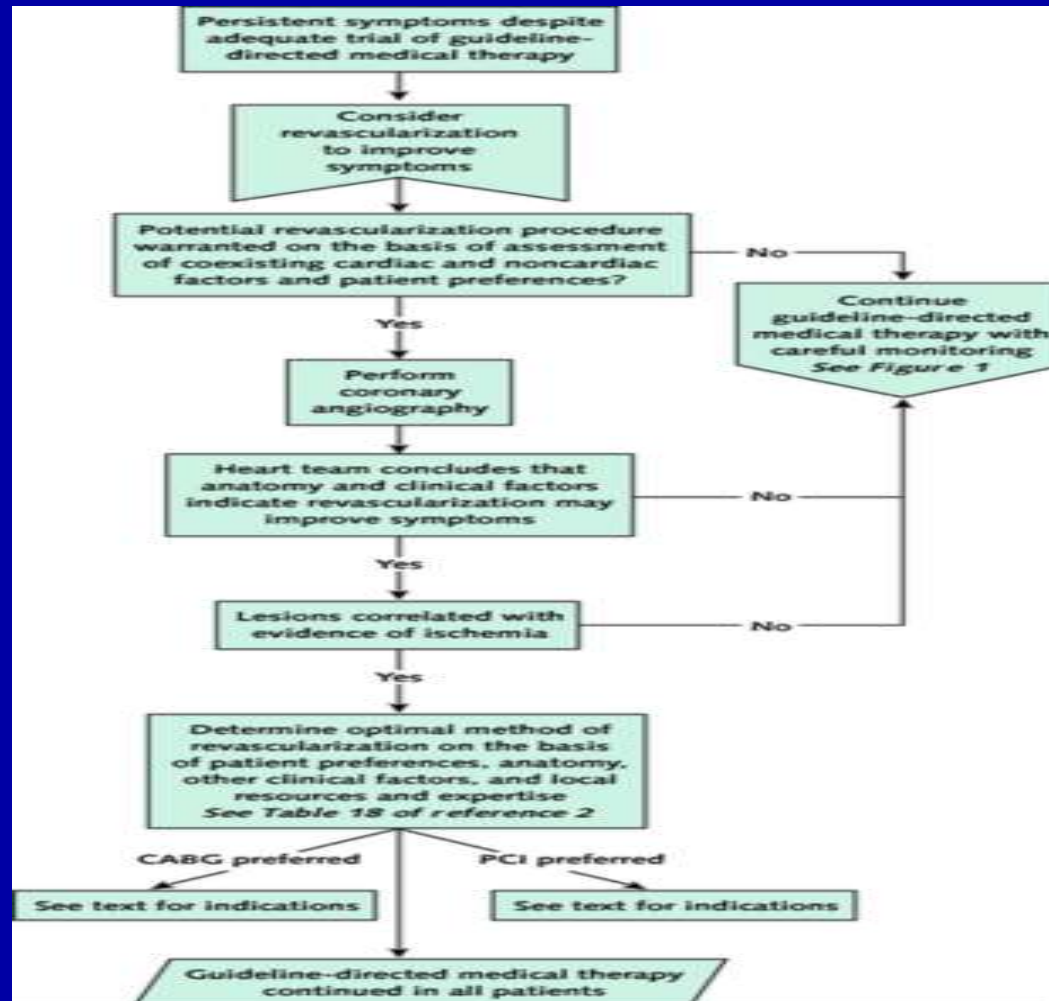 Persistent symptoms despite
adequate trial of guideline-
directed medical therapy
Consider
revascularization
to improve
symptoms
Potential revascularization procedure
warranted on the basis of assessment
of coexisting cardiac and noncardiac
factors and patient preferences?
No
Continue
guideline-directed
medical therapy with
careful monitoring
See Figure 1
Yes
Perform
coronary
angiography
Heart team concludes that
anatomy and clinical factors
indicate revascularization may
improve symptoms
No
Yes
Lesions correlated with
evidence of ischemia
No
Yes
Determine optimal method of
revascularization on the basis
of patient preferences, anatomy,
other clinical factors, and local
resources and expertise
See Table 18 of reference 2
CABG preferred
PCI preferred
See text for indications
See text for indications
Guideline-directed medical therapy
continued in all patients